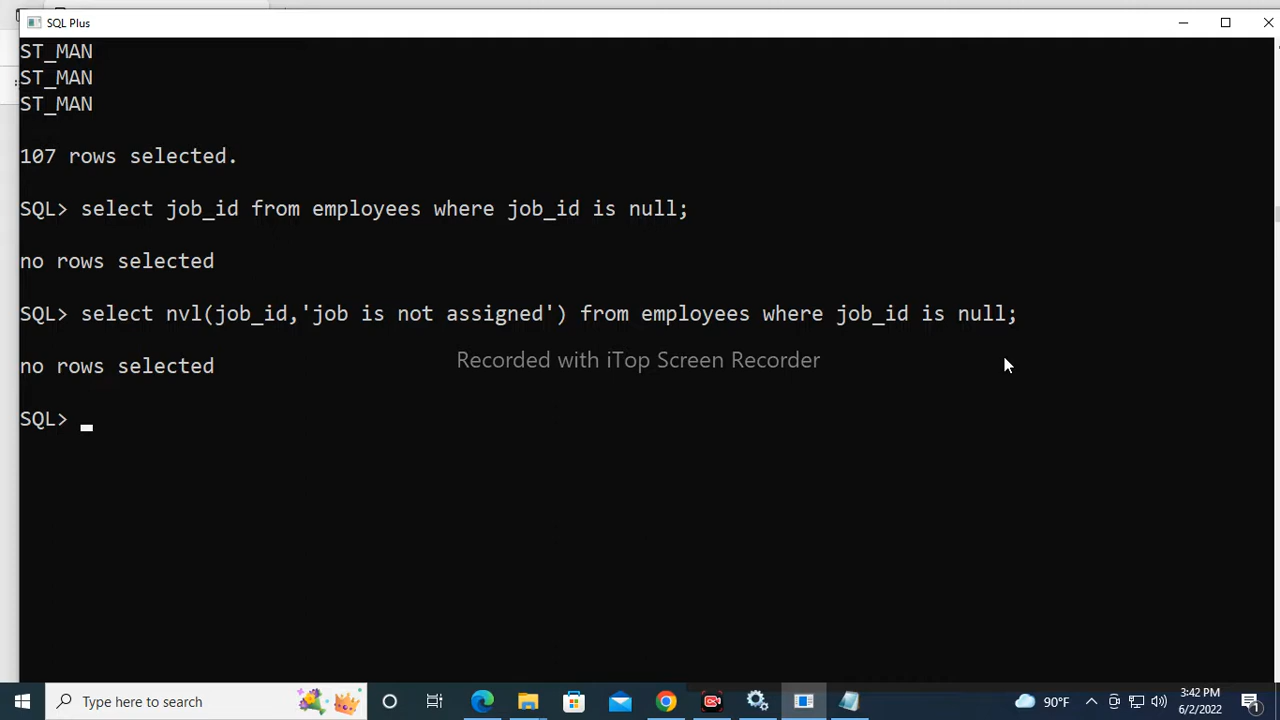 SQL Plus
ST_MAN
ST_MAN
ST_MAN
107 rows selected.
SQL> select job_id from employees where job_id is null;
no rows selected
SQL> select nvl(job_id,'job is not assigned') from employees where job_id is null;
Recorded with iTop Screen Recorder
no rows selected
SQL>
Type here to search
90°F
3:42 PM
6/2/2022
1